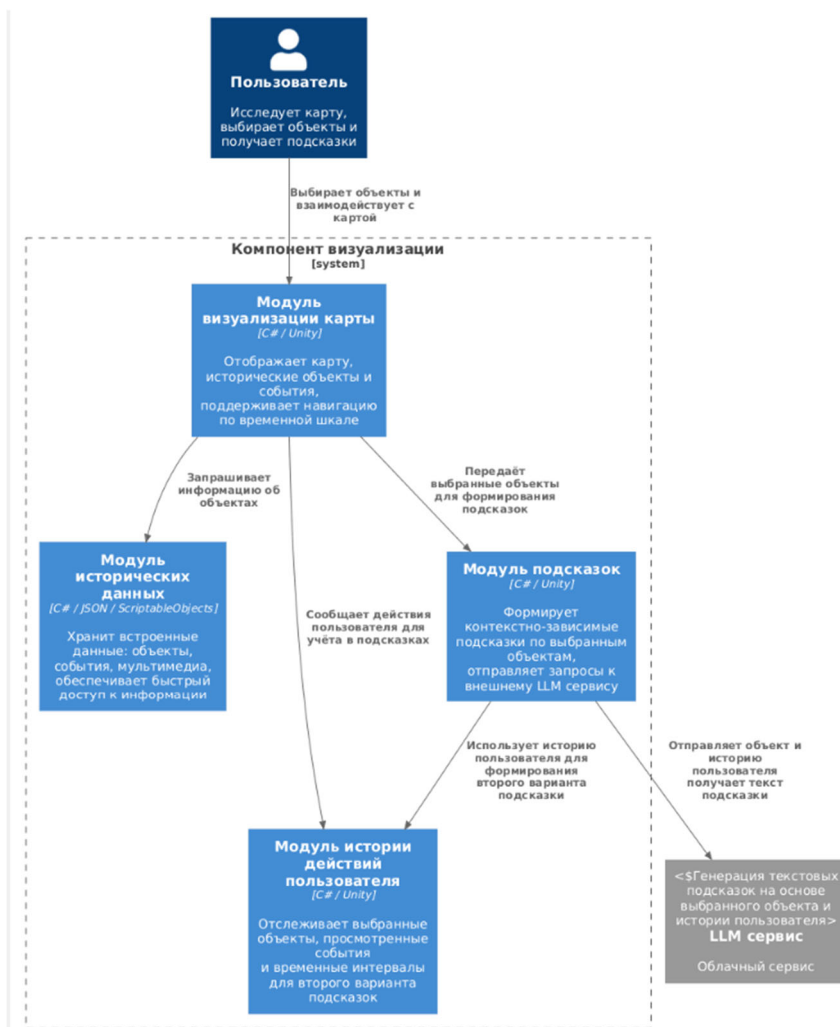 Пользователь
Исследует карту,
выбирает объекты и
получает подсказки
Выбирает объекты и
взаимодействует с
картой
Компонент визуализации
[system]
Модуль
визуализации карты
[C# / Unity]
Отображает карту,
исторические объекты и
события,
поддерживает навигацию
по временной шкале
Запрашивает
информацию об
объектах
Передаёт
выбранные объекты
для формирования
подсказок
Модуль
исторических
данных
[C# / JSON / ScriptableObjects]
Хранит встроенные
данные: объекты,
события, мультимедиа,
обеспечивает быстрый
доступ к информации
Сообщает действия
пользователя для
учёта в подсказках
Модуль подсказок
[C# / Unity]
Формирует
контекстно-зависимые
подсказки по выбранным
объектам,
отправляет запросы к
внешнему LLM сервису
Использует историю
пользователя для
формирования
второго варианта
подсказки
Отправляет объект и
историю
пользователя
получает текст
подсказки
Модуль истории
действий
пользователя
[C# / Unity]
Отслеживает выбранные
объекты, просмотренные
события
и временные интервалы
для второго варианта
подсказок
<$Генерация текстовых
подсказок на основе
выбранного объекта и
истории пользователя>
LLM сервис
Облачный сервис